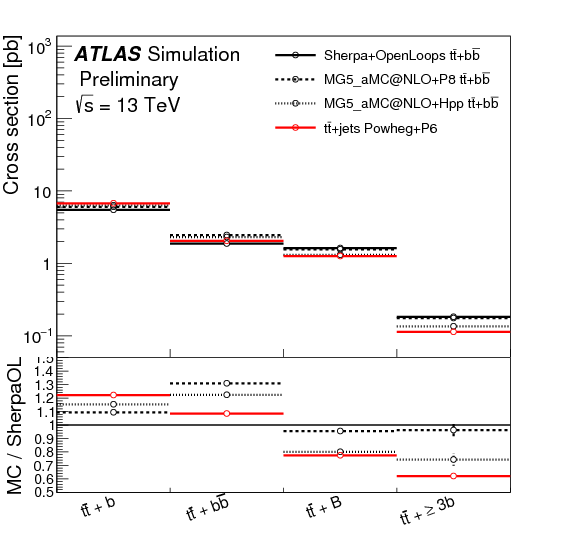 ATLAS Simulation
Preliminary
√s = 13 TeV
Sherpa+OpenLoops tt̄+bb̄
MG5_aMC@NLO+P8 tt̄+bb̄
MG5_aMC@NLO+Hpp tt̄+bb̄
tt̄+jets Powheg+P6
Cross section [pb]
10³
10²
10
1
10⁻¹
MC / SherpaOL
1.5
1.4
1.3
1.2
1.1
1
0.9
0.8
0.7
0.6
0.5
tt̄ + b
tt̄ + bb̄
tt̄ + B
tt̄ + ≥ 3b